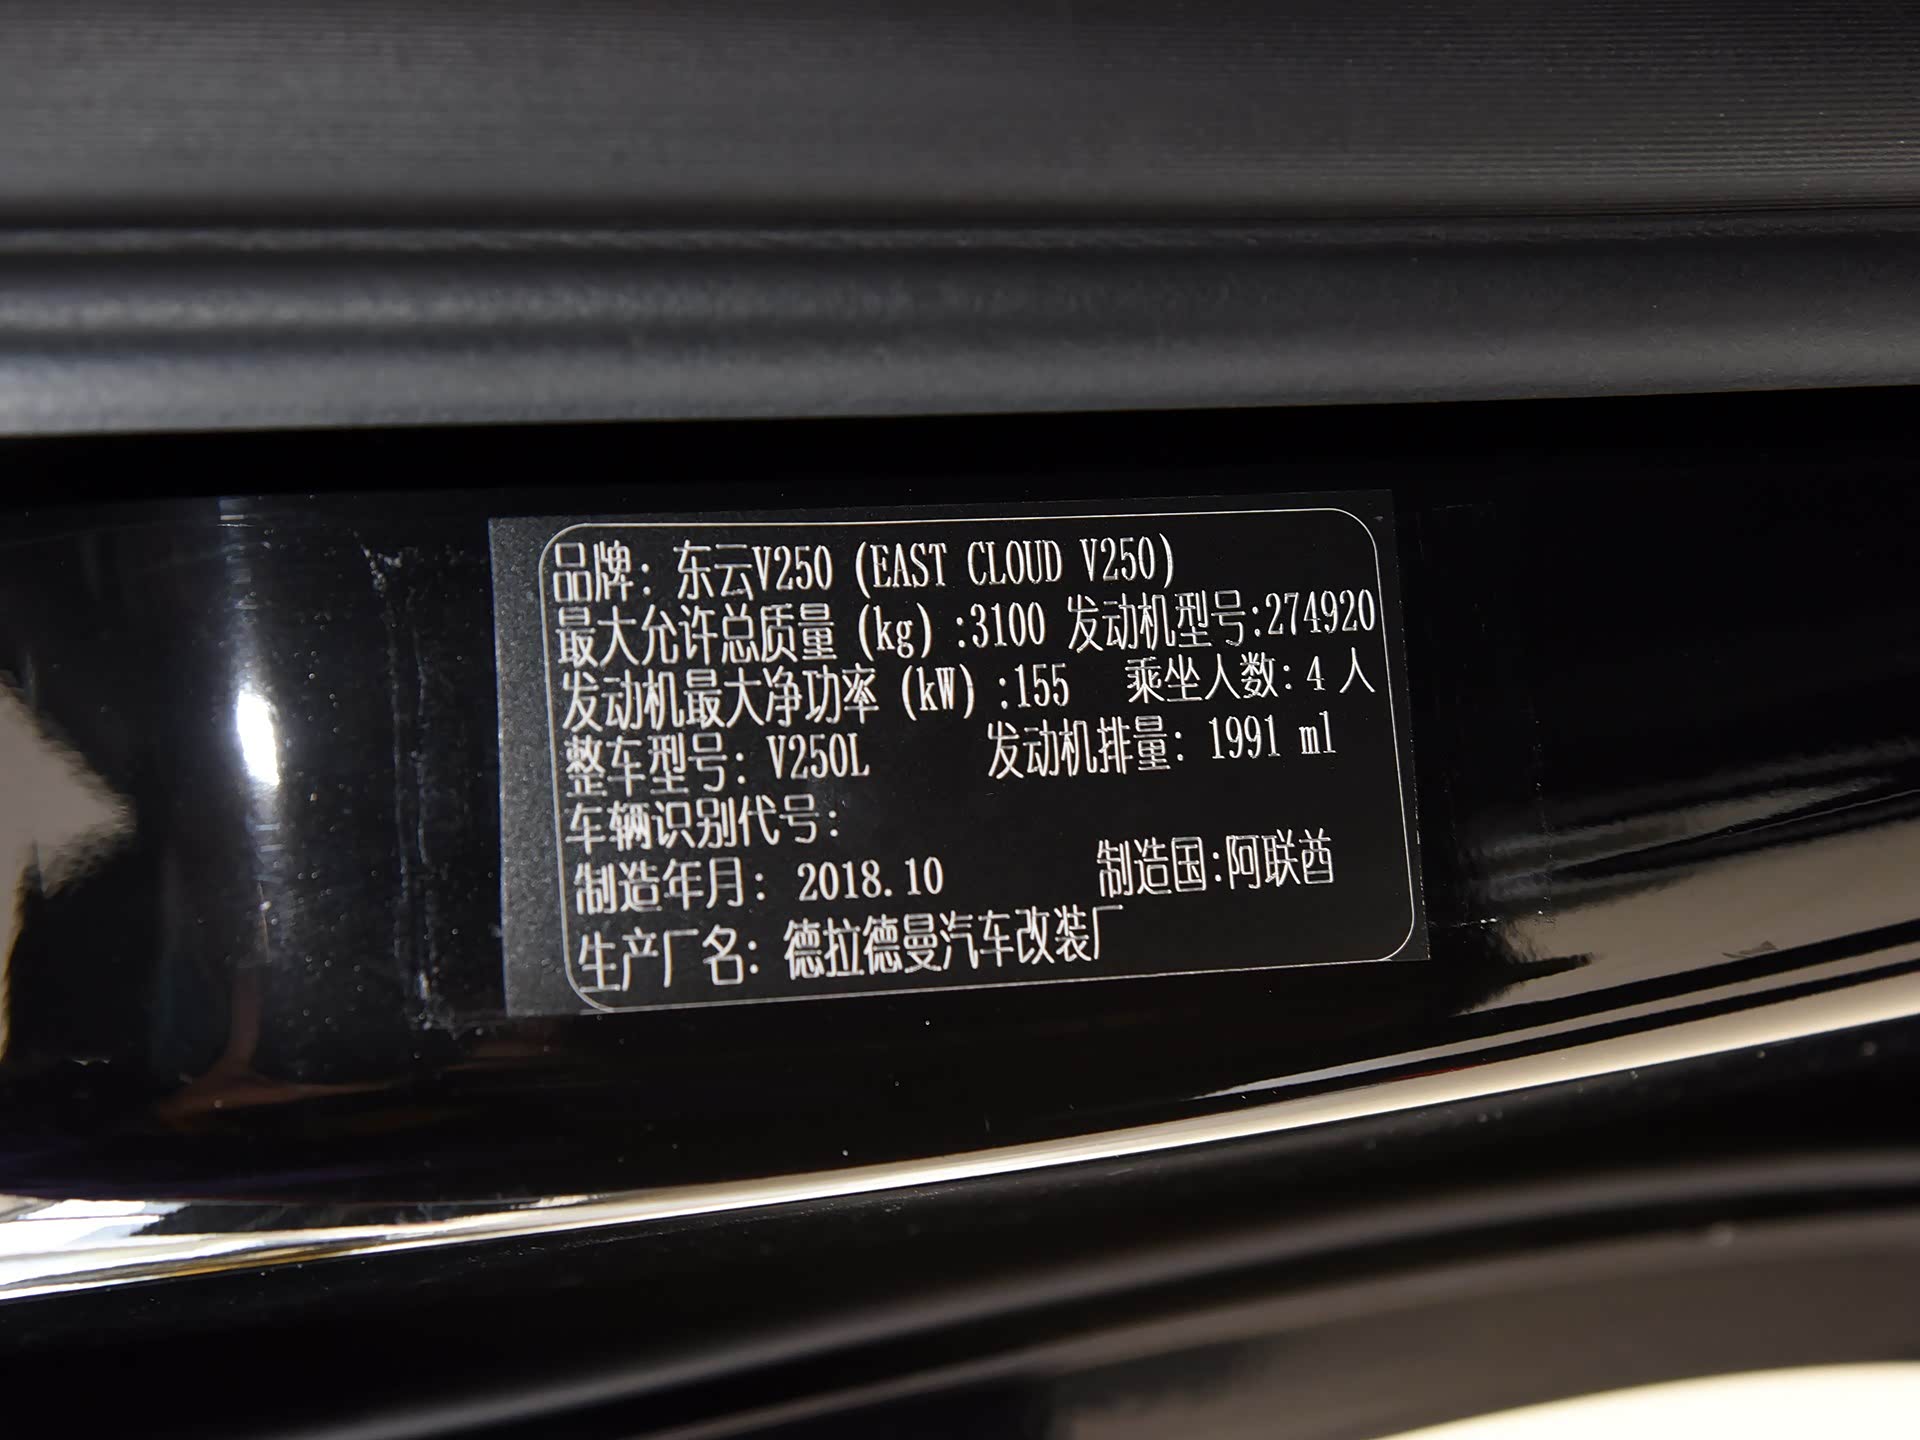 品牌：东云V250 (EAST CLOUD V250)
最大允许总质量 (kg) :3100 发动机型号:274920
发动机最大净功率 (kW) :155 乘坐人数: 4 人
整车型号: V250L 发动机排量: 1991 ml
车辆识别代号:
制造年月: 2018.10 制造国:阿联酋
生产厂名: 德拉德曼汽车改装厂